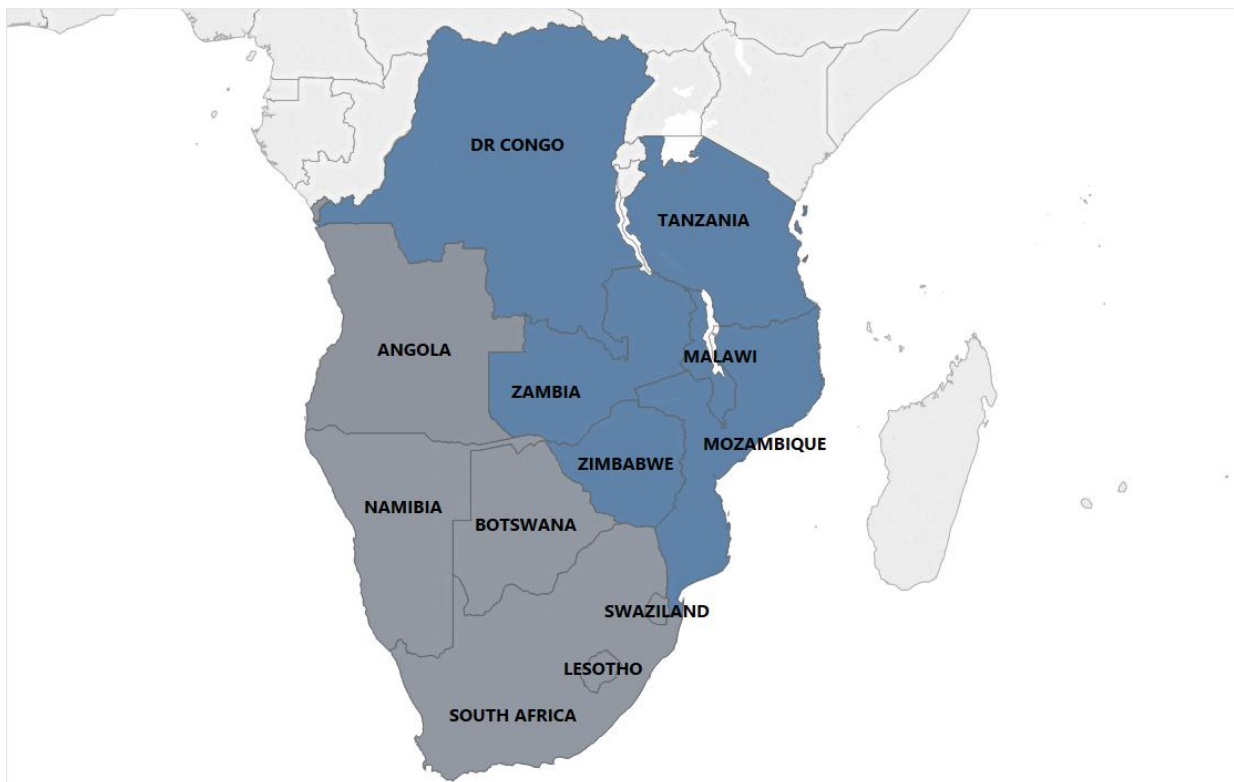 DR CONGO
TANZANIA
ANGOLA
MALAWI
ZAMBIA
MOZAMBIQUE
ZIMBABWE
NAMIBIA
BOTSWANA
SWAZILAND
LESOTHO
SOUTH AFRICA